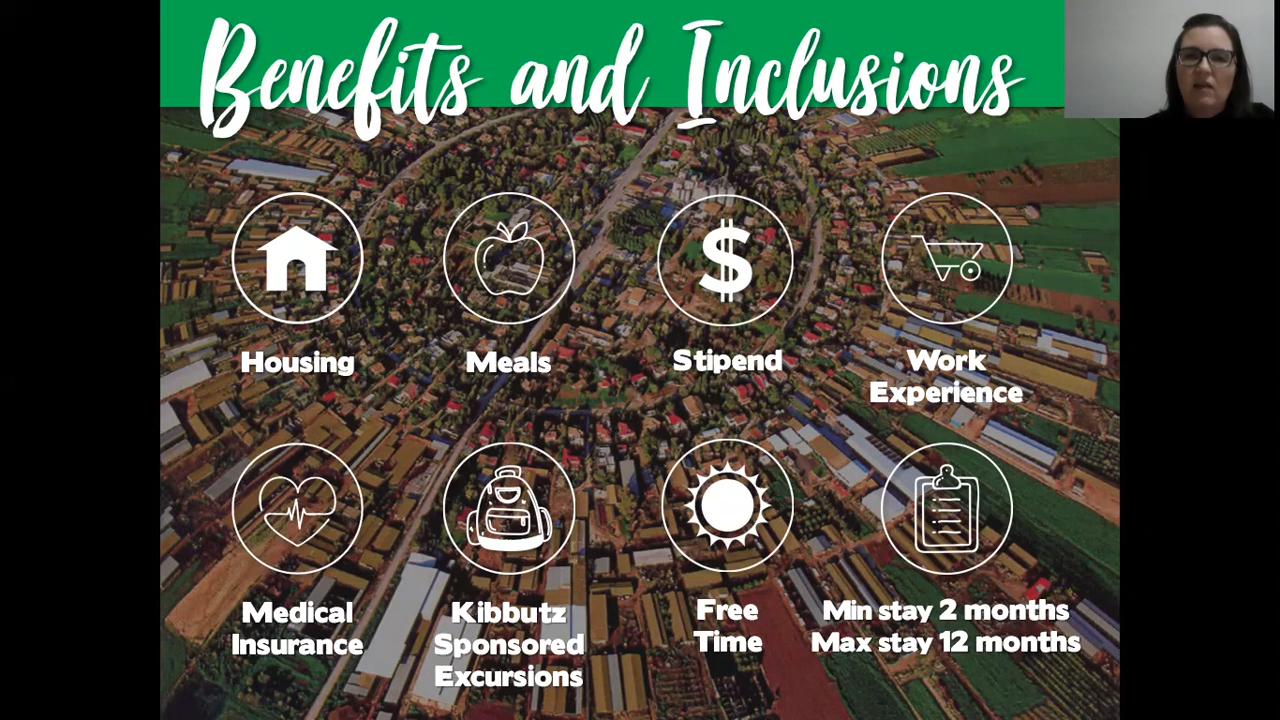 Benefits and Inclusions
Housing
Meals
Stipend
Work
Experience
Medical
Insurance
Kibbutz
Sponsored
Excursions
Free
Time
Min stay 2 months
Max stay 12 months